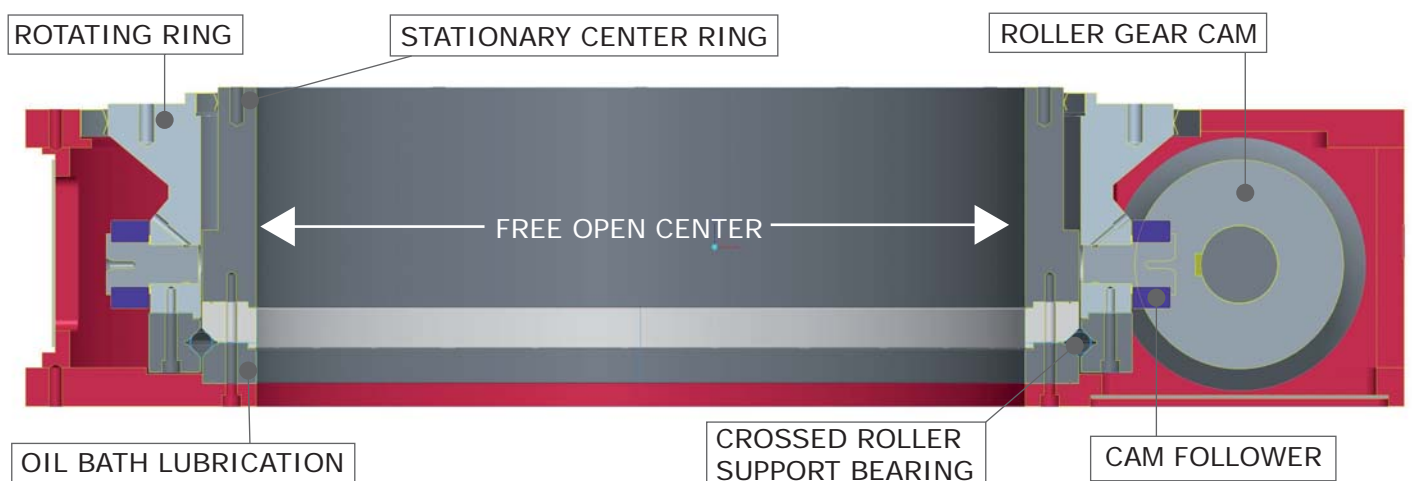 ROTATING RING
STATIONARY CENTER RING
ROLLER GEAR CAM
FREE OPEN CENTER
OIL BATH LUBRICATION
CROSSED ROLLER
SUPPORT BEARING
CAM FOLLOWER